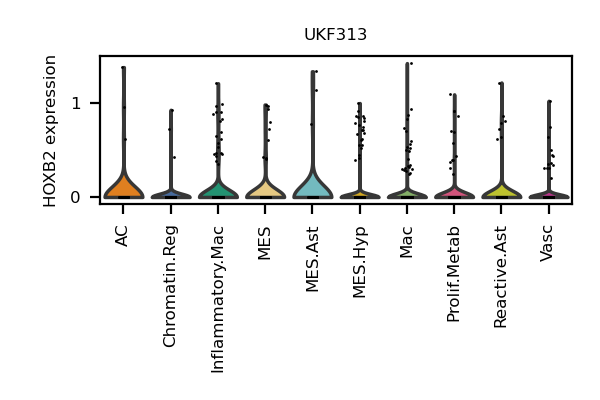 UKF313
HOXB2 expression
1
0
AC
Chromatin.Reg
Inflammatory.Mac
MES
MES.Ast
MES.Hyp
Mac
Prolif.Metab
Reactive.Ast
Vasc